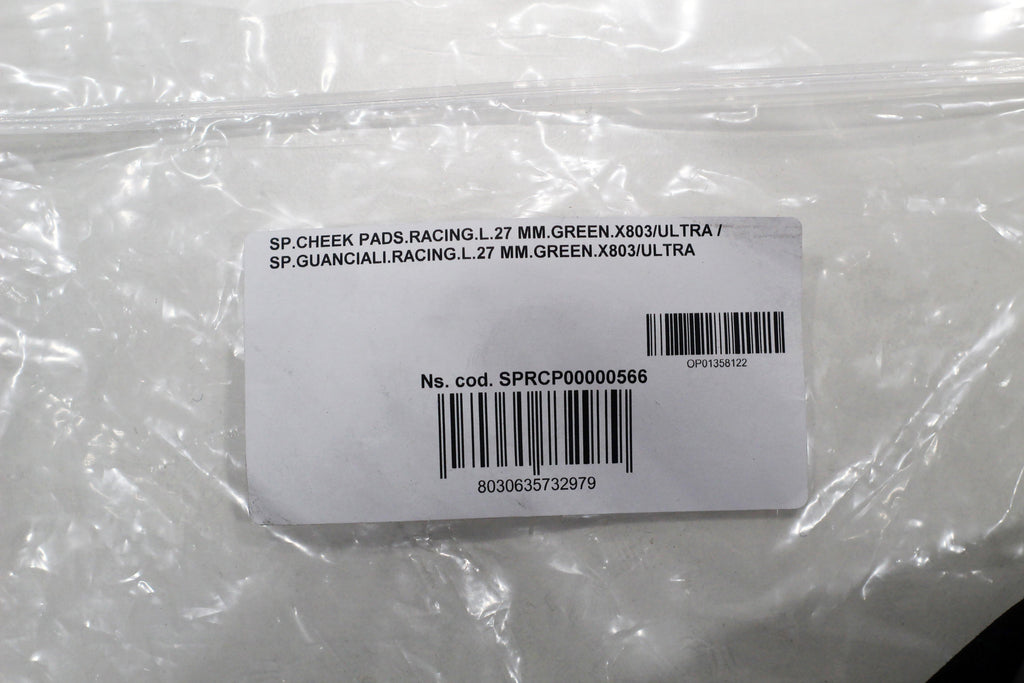 SP.CHEEK PADS.RACING.L.27 MM.GREEN.X803/ULTRA /
SP.GUANCIALI.RACING.L.27 MM.GREEN.X803/ULTRA
OP01358122
Ns. cod. SPRCP00000566
8030635732979